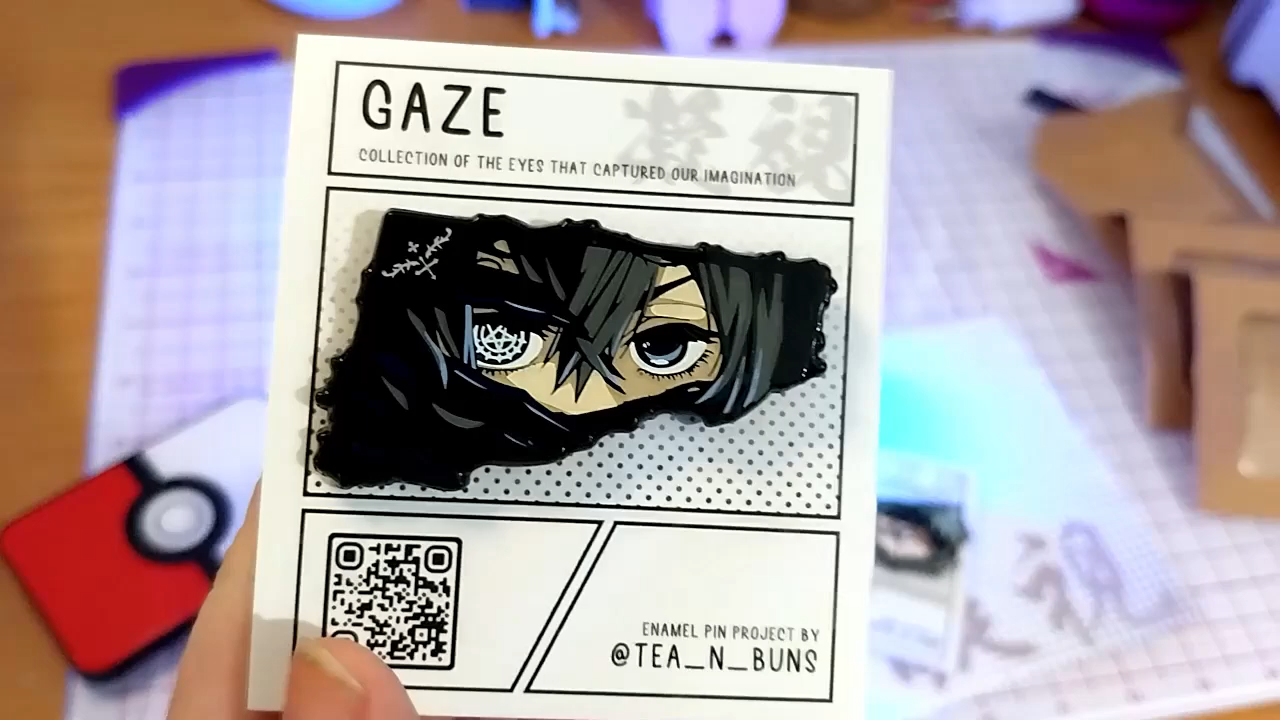 GAZE
凝視
COLLECTION OF THE EYES THAT CAPTURED OUR IMAGINATION
ENAMEL PIN PROJECT BY
@TEA_N_BUNS